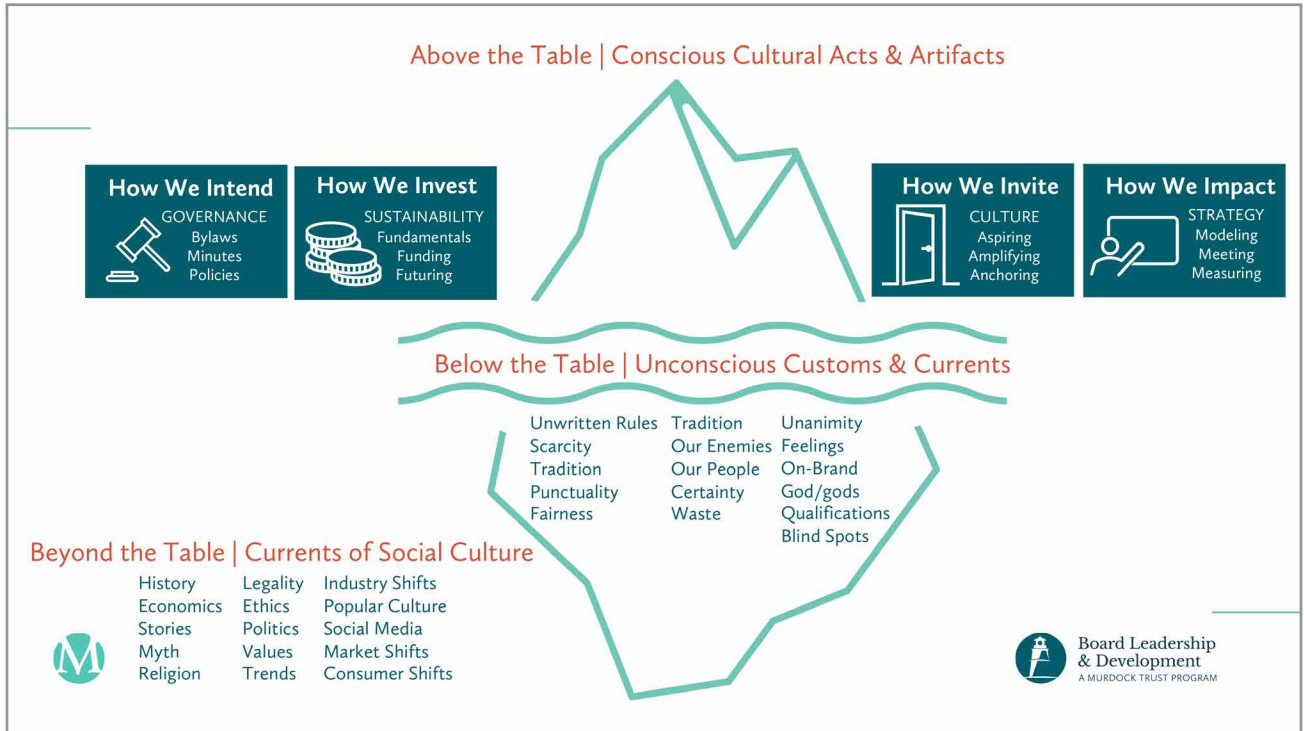 Above the Table | Conscious Cultural Acts & Artifacts
How We Intend
GOVERNANCE
Bylaws
Minutes
Policies
How We Invest
SUSTAINABILITY
Fundamentals
Funding
Futuring
How We Invite
CULTURE
Aspiring
Amplifying
Anchoring
How We Impact
STRATEGY
Modeling
Meeting
Measuring
Below the Table | Unconscious Customs & Currents
Unwritten Rules
Scarcity
Tradition
Punctuality
Fairness
Tradition
Our Enemies
Our People
Certainty
Waste
Unanimity
Feelings
On-Brand
God/gods
Qualifications
Blind Spots
Beyond the Table | Currents of Social Culture
History
Economics
Stories
Myth
Religion
Legality
Ethics
Politics
Values
Trends
Industry Shifts
Popular Culture
Social Media
Market Shifts
Consumer Shifts
M
Board Leadership
& Development
A MURDOCK TRUST PROGRAM